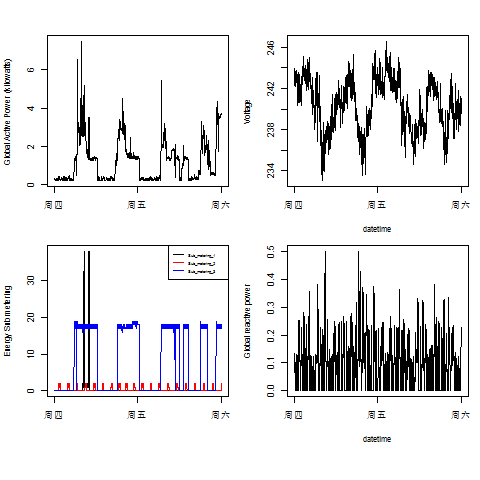 Global Active Power (kilowatts)
0 2 4 6
周四 周五 周六
Voltage
234 238 242 246
周四 周五 周六
datetime
Energy Submetering
0 10 20 30
周四 周五 周六
Sub_metering_1
Sub_metering_2
Sub_metering_3
Global reactive power
0.0 0.1 0.2 0.3 0.4 0.5
周四 周五 周六
datetime